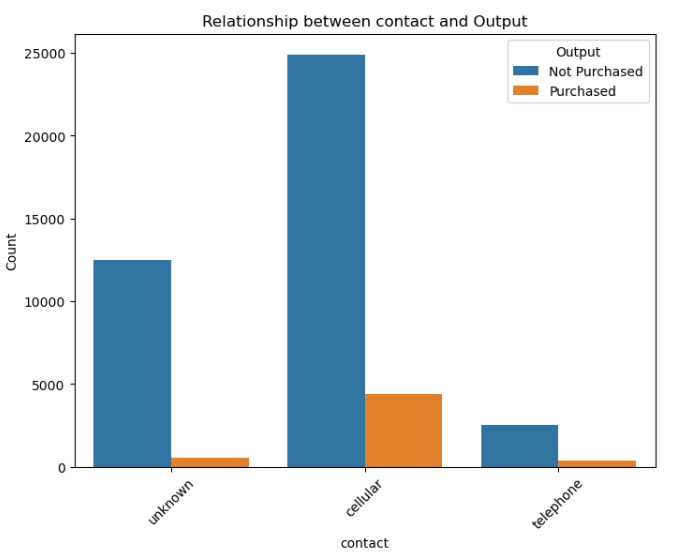 Relationship between contact and Output
Output
Not Purchased
Purchased
25000
20000
15000
10000
5000
0
Count
unknown
cellular
telephone
contact